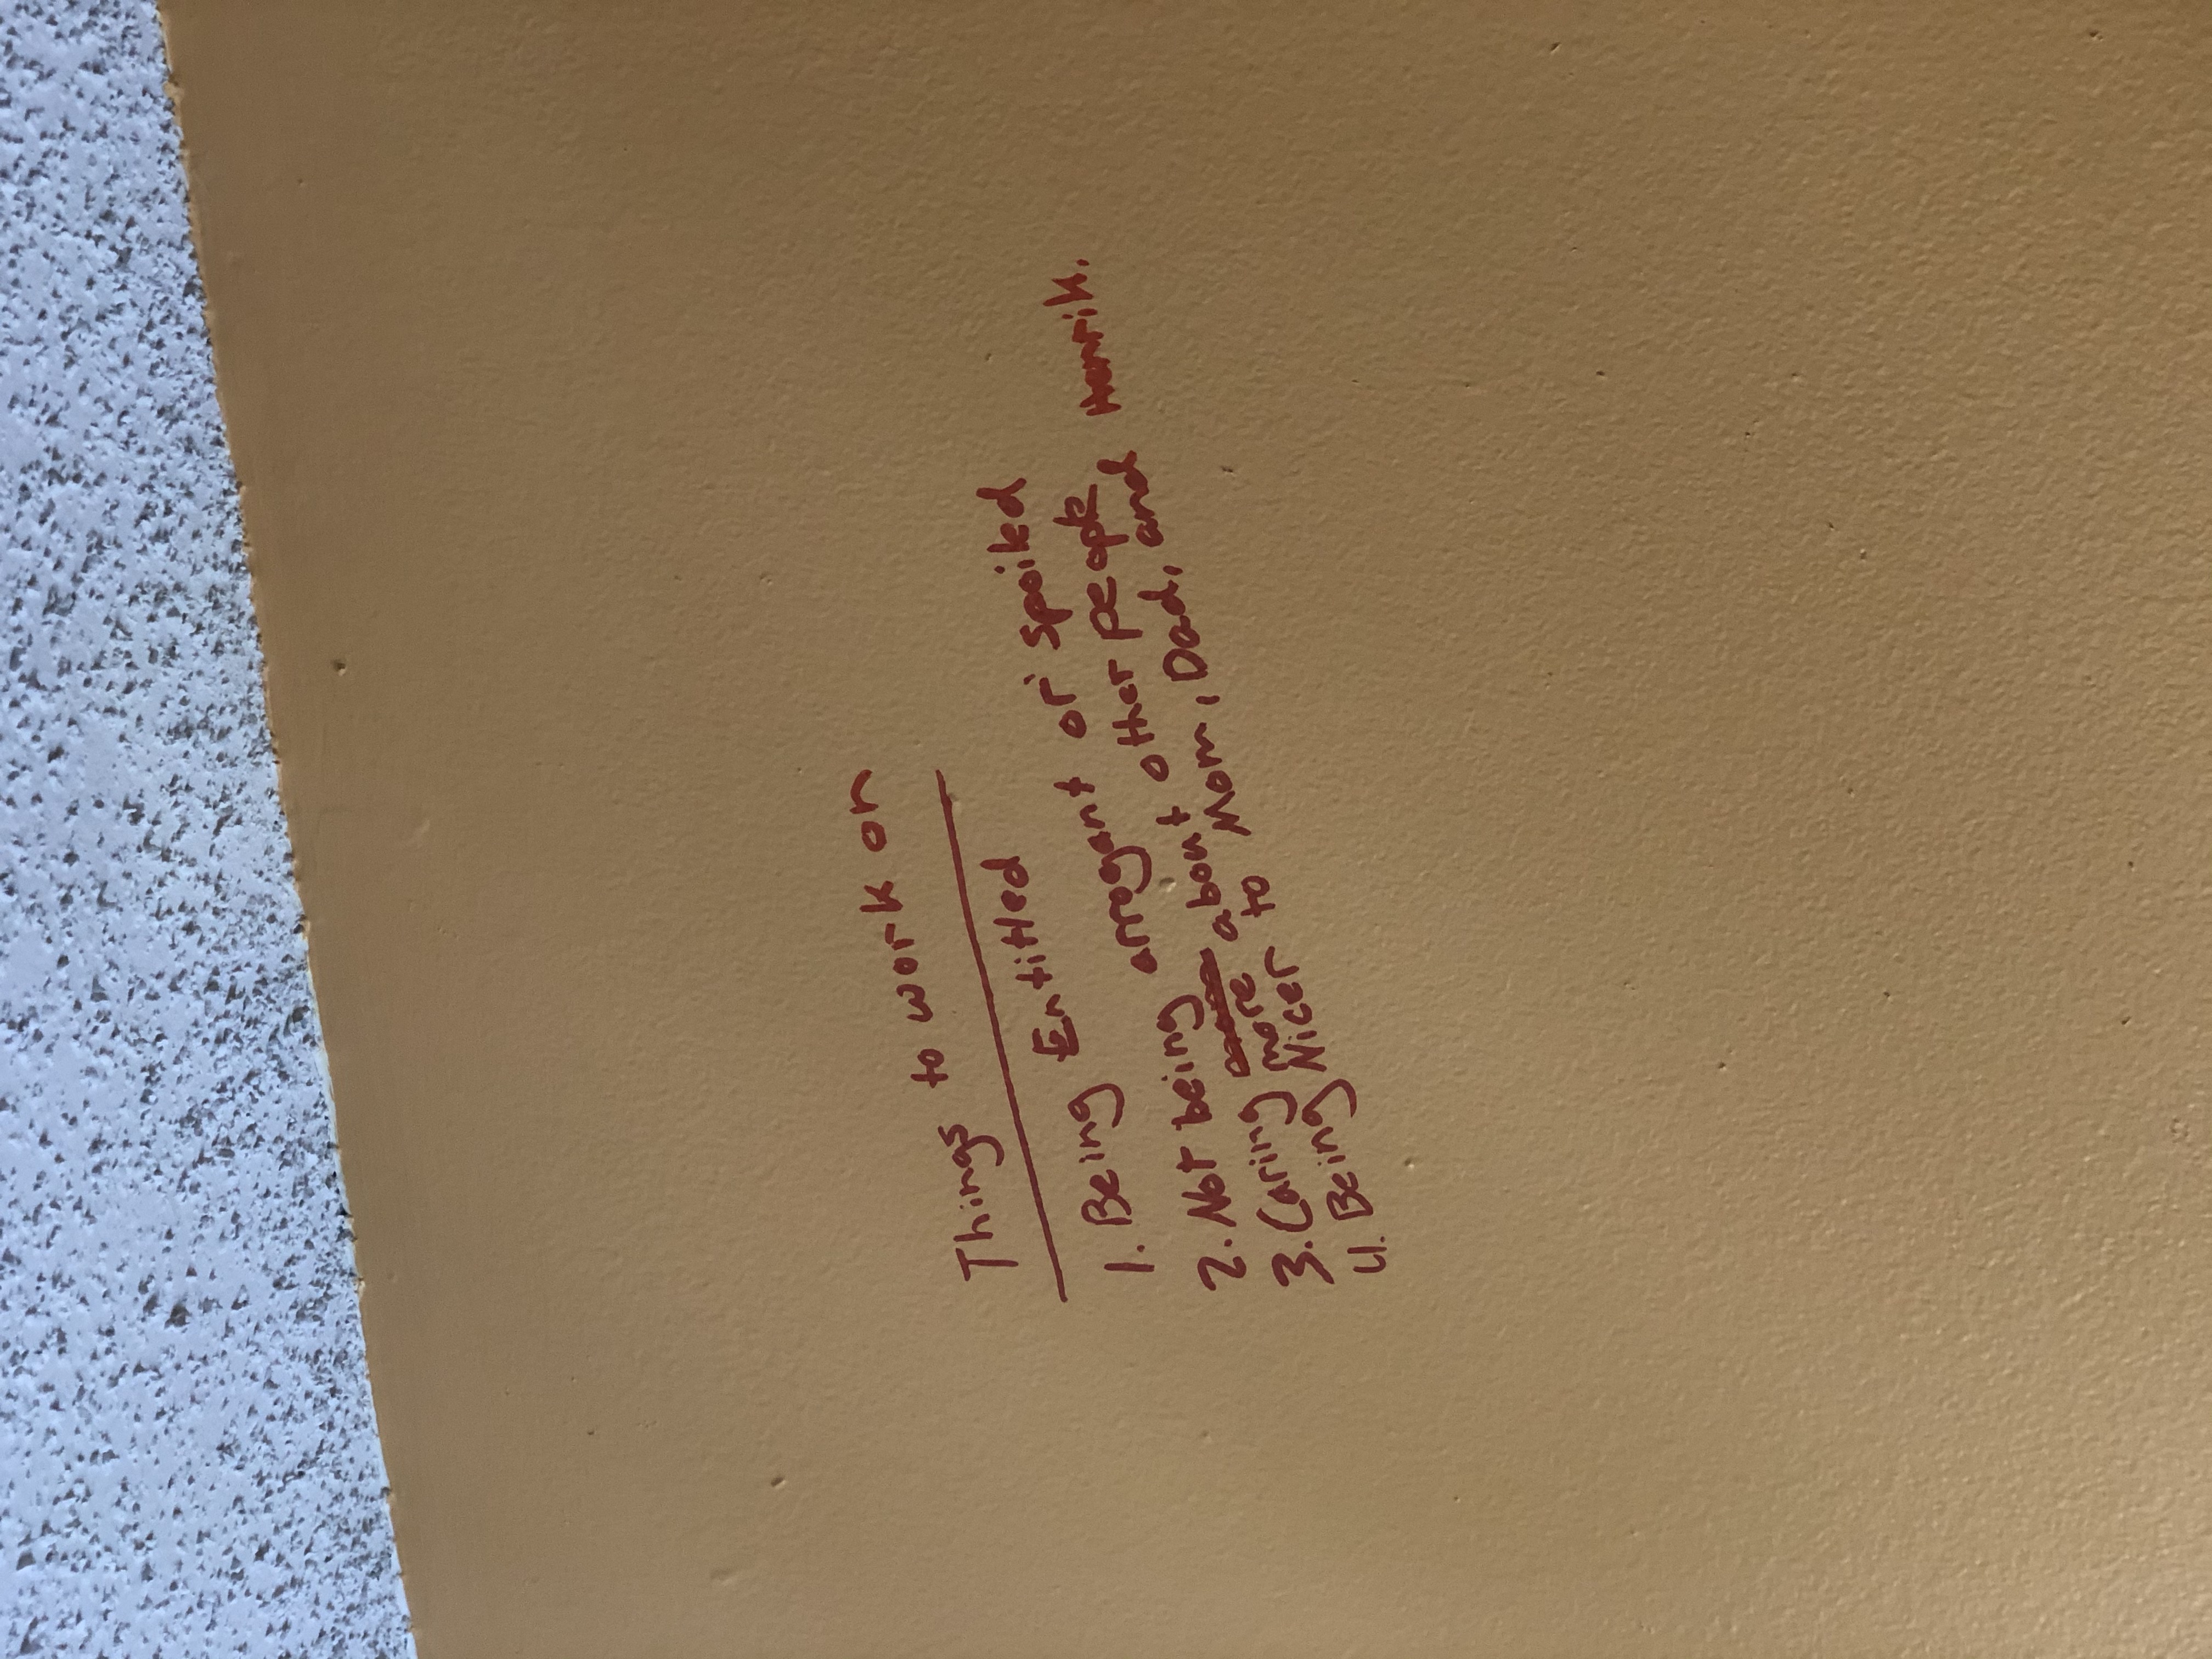 Things to work on
1. Being Entitled
2. Not being arrogant or spoiled
3. Caring more about other people
4. Being Nicer to Mom, Dad, and